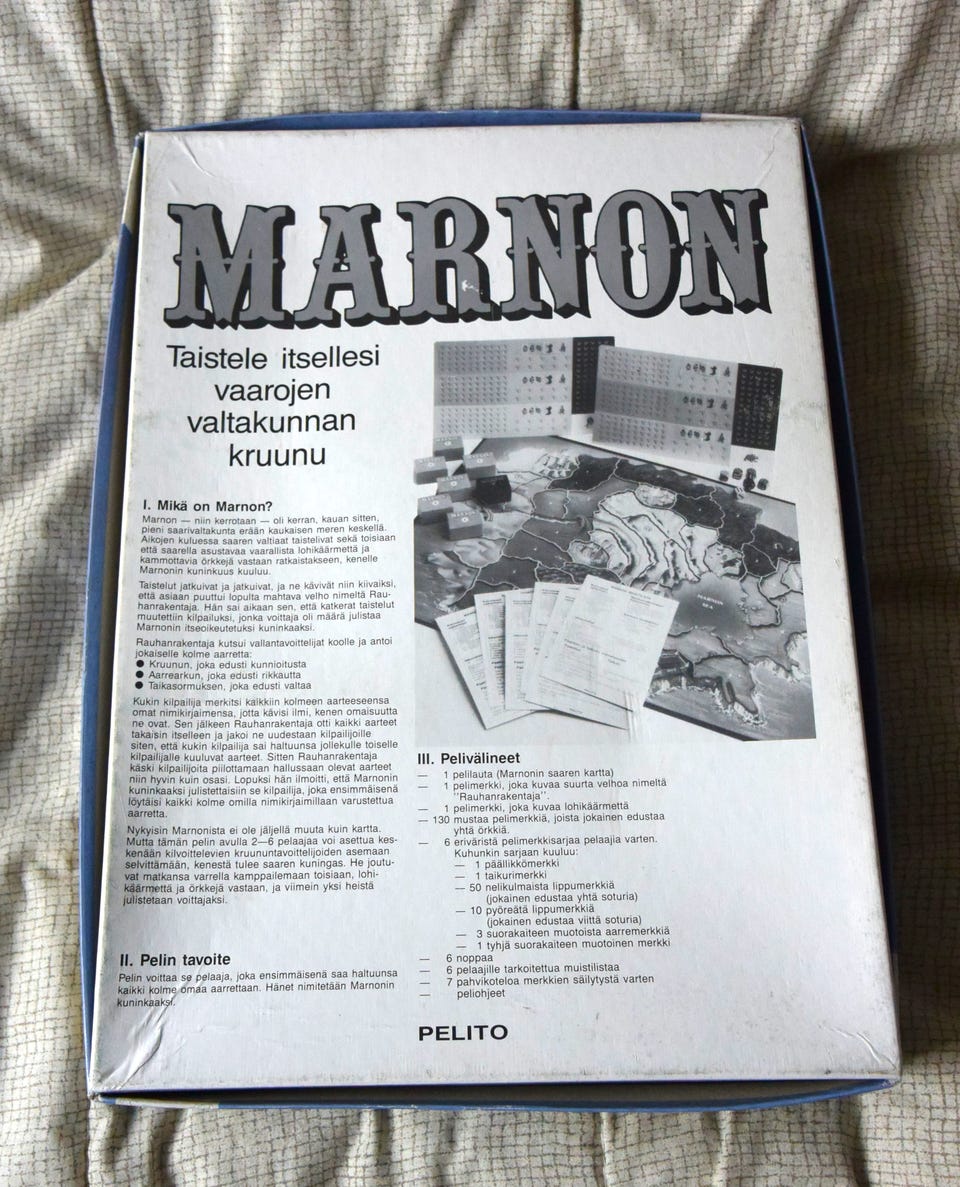 MARNON
Taistele itsellesi
vaarojen
valtakunnan
kruunu
I. Mikä on Marnon?
Marnon — niin kerrotaan — oli kerran, kauan sitten,
pieni saarivaltakunta erään kaukaisen meren keskellä.
Aikojen kuluessa saaren valtiaat taistelivat sekä toisiaan
että saarella asustavaa vaarallista lohikäärmettä ja
kammottavia örkkejä vastaan ratkaistakseen, kenelle
Marnonin kuninkuus kuuluu.
Taistelut jatkuivat ja jatkuivat, ja ne kävivät niin kiivaiksi,
että asiaan puuttui lopulta mahtava velho nimeltä Rau-
hanrakentaja. Hän sai aikaan sen, että katkerat taistelut
muutettiin kilpailuksi, jonka voittaja oli määrä julistaa
Marnonin itseoikeutetuksi kuninkaaksi.
Rauhanrakentaja kutsui vallantavoittelijat koolle ja antoi
jokaiselle kolme aarretta:
● Kruunun, joka edusti kunnioitusta
● Aarrearkun, joka edusti rikkautta
● Taikasormuksen, joka edusti valtaa
Kukin kilpailija merkitsi kaikkiin kolmeen aarteeseensa
omat nimikirjaimensa, jotta kävisi ilmi, kenen omaisuutta
ne ovat. Sen jälkeen Rauhanrakentaja otti kaikki aarteet
takaisin itselleen ja jakoi ne uudestaan kilpailijoille
siten, että kukin kilpailija sai haltuunsa jollekulle toiselle
kilpailijalle kuuluvat aarteet. Sitten Rauhanrakentaja
käski kilpailijoita piilottamaan hallussaan olevat aarteet
niin hyvin kuin osasi. Lopuksi hän ilmoitti, että Marnonin
kuninkaaksi julistettaisiin se kilpailija, joka ensimmäisenä
löytäisi kaikki kolme omilla nimikirjaimillaan varustettua
aarretta.
Nykyisin Marnonista ei ole jäljellä muuta kuin kartta.
Mutta tämän pelin avulla 2—6 pelaajaa voi asettua kes-
kenään kilvoittelevien kruununtavoittelijoiden asemaan
selvittämään, kenestä tulee saaren kuningas. He joutu-
vat matkansa varrella kamppailemaan toisiaan, lohi-
käärmettä ja örkkejä vastaan, ja viimein yksi heistä
julistetaan voittajaksi.
II. Pelin tavoite
Pelin voittaa se pelaaja, joka ensimmäisenä saa haltuunsa
kaikki kolme omaa aarrettaan. Hänet nimitetään Marnonin
kuninkaaksi.
MARNON
SEA
III. Pelivälineet
— 1 pelilauta (Marnonin saaren kartta)
— 1 pelimerkki, joka kuvaa suurta velhoa nimeltä
"Rauhanrakentaja".
— 1 pelimerkki, joka kuvaa lohikäärmettä
— 130 mustaa pelimerkkiä, joista jokainen edustaa
yhtä örkkiä.
— 6 eriväristä pelimerkkisarjaa pelaajia varten.
Kuhunkin sarjaan kuuluu:
— 1 päällikkömerkki
— 1 taikurimerkki
— 50 nelikulmaista lippumerkkiä
(jokainen edustaa yhtä soturia)
— 10 pyöreätä lippumerkkiä
(jokainen edustaa viittä soturia)
— 3 suorakaiteen muotoista aarremerkkiä
— 1 tyhjä suorakaiteen muotoinen merkki
— 6 noppaa
— 6 pelaajille tarkoitettua muistilistaa
— 7 pahvikoteloa merkkien säilytystä varten
— peliohjeet
PELITO